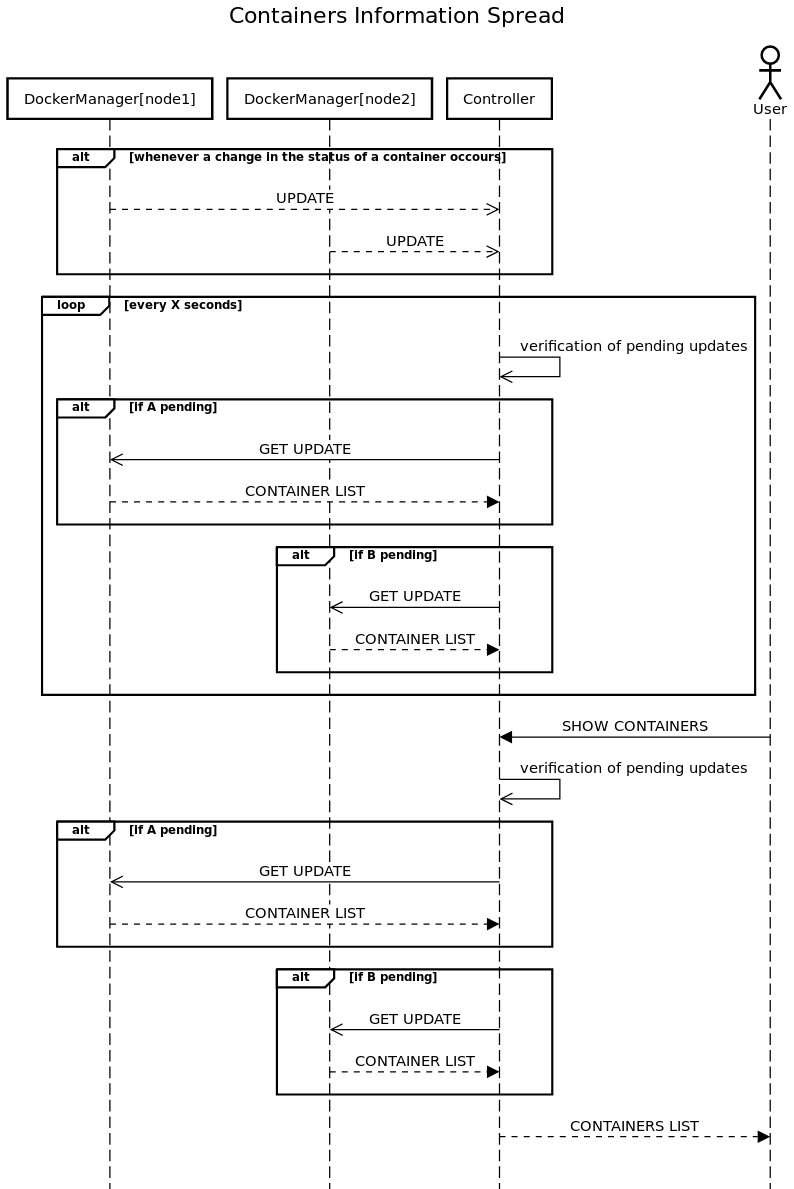 Containers Information Spread
User
DockerManager[node1]
DockerManager[node2]
Controller
alt
[whenever a change in the status of a container occours]
UPDATE
UPDATE
loop
[every X seconds]
verification of pending updates
alt
[if A pending]
GET UPDATE
CONTAINER LIST
alt
[if B pending]
GET UPDATE
CONTAINER LIST
SHOW CONTAINERS
verification of pending updates
alt
[if A pending]
GET UPDATE
CONTAINER LIST
alt
[if B pending]
GET UPDATE
CONTAINER LIST
CONTAINERS LIST